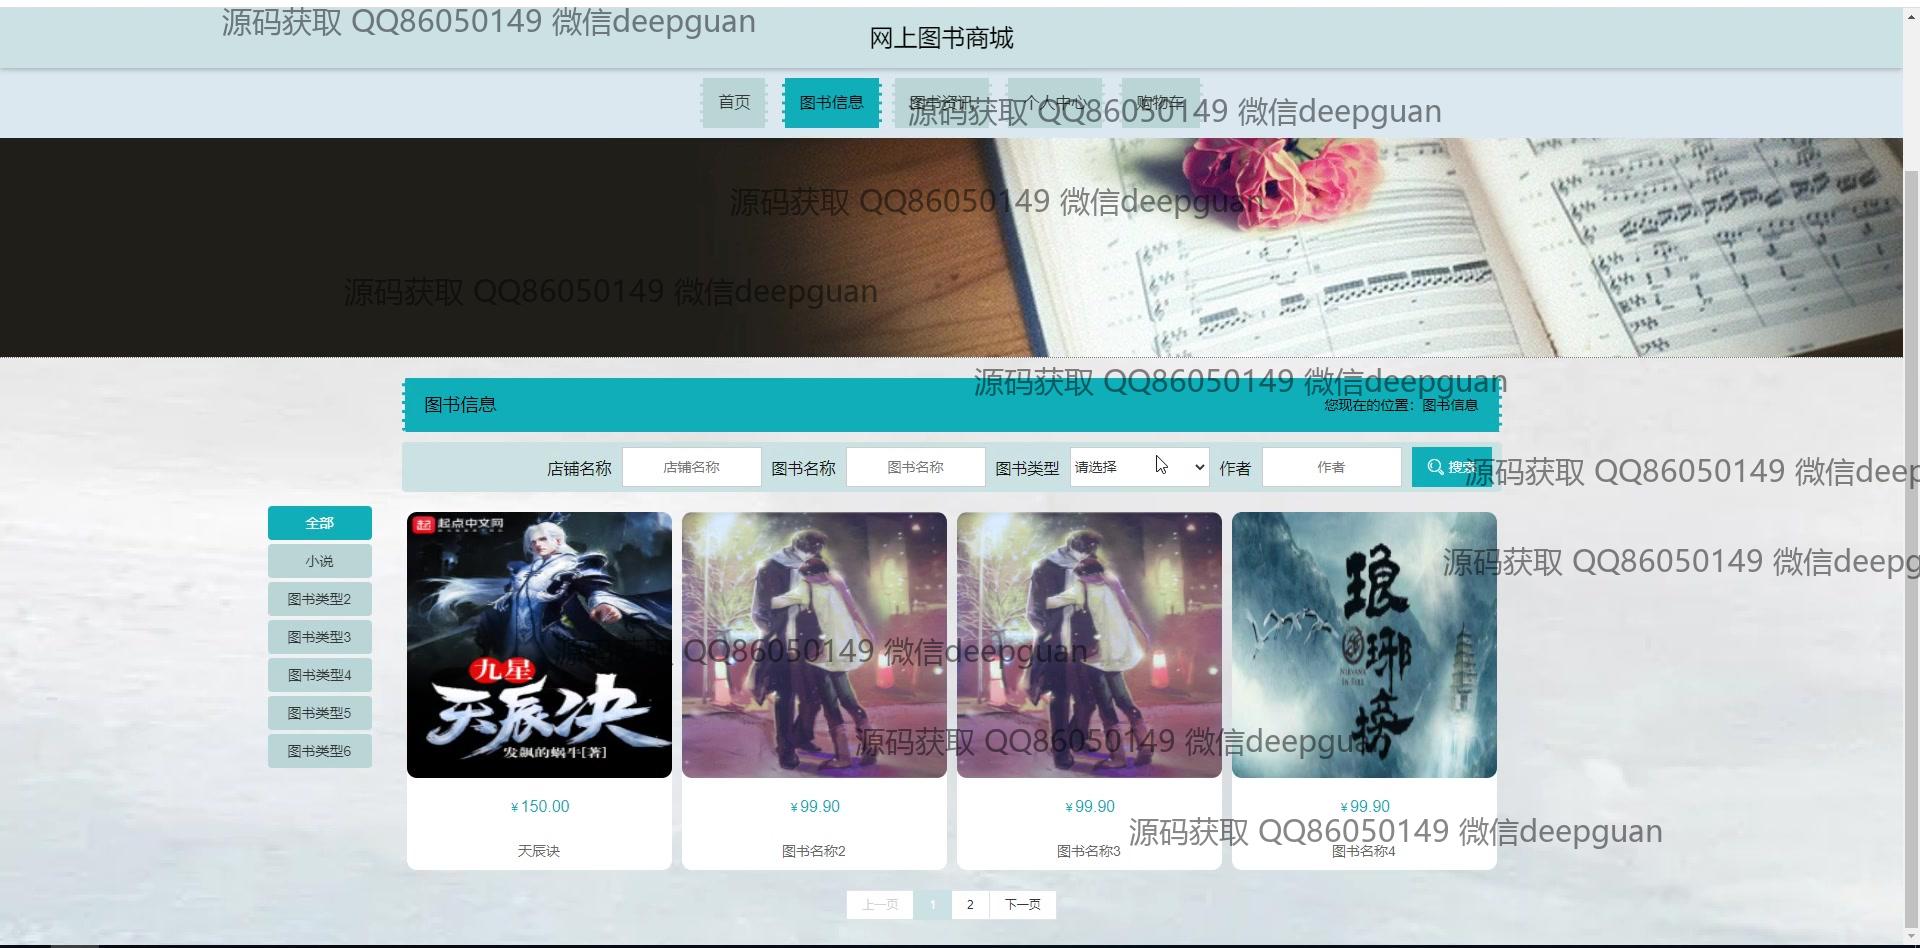 源码获取 QQ86050149 微信deepguan
网上图书商城
首页 图书信息 图书资讯 个人中心 购物车
源码获取 QQ86050149 微信deepguan
源码获取 QQ86050149 微信deepguan
源码获取 QQ86050149 微信deepguan
源码获取 QQ86050149 微信deepguan
图书信息 您现在的位置：图书信息
店铺名称 店铺名称 图书名称 图书名称 图书类型 请选择 作者 作者 搜索
源码获取 QQ86050149 微信deep
全部
小说
图书类型2
图书类型3
图书类型4
图书类型5
图书类型6
起 起点中文网
九星
天辰决
发飙的蜗牛[著]
琅琊榜
NIRVANA
IN FIRE
源码获取 QQ86050149 微信deepg
源码获取 QQ86050149 微信deepguan
源码获取 QQ86050149 微信deepguan
¥150.00
天辰诀
¥99.90
图书名称2
¥99.90
图书名称3
¥99.90
图书名称4
源码获取 QQ86050149 微信deepguan
上一页 1 2 下一页